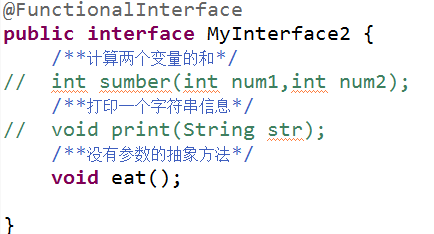 @FunctionalInterface
public interface MyInterface2 {
    /**计算两个变量的和*/
//  int sumber(int num1,int num2);
    /**打印一个字符串信息*/
//  void print(String str);
    /**没有参数的抽象方法*/
    void eat();
}